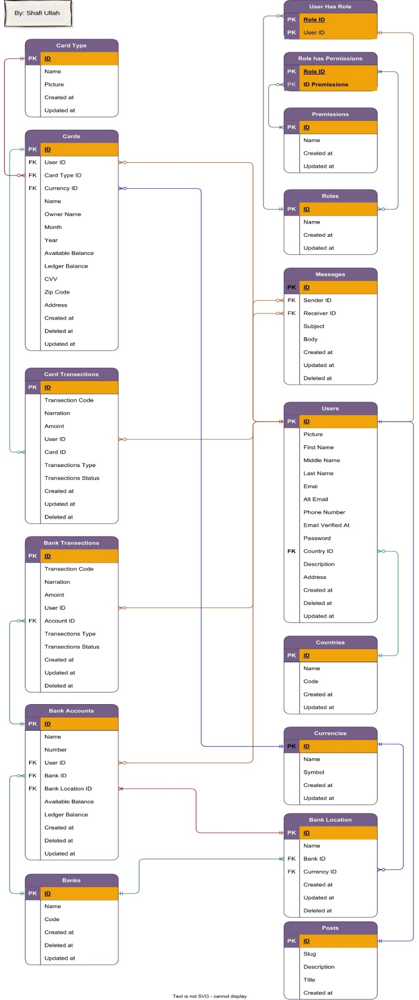 By: Shafi Ullah
Card Type
PK ID
Name
Picture
Created at
Updated at
Cards
PK ID
FK User ID
FK Card Type ID
FK Currency ID
Name
Owner Name
Month
Year
Available Balance
Ledger Balance
CVV
Zip Code
Address
Created at
Deleted at
Updated at
Card Transections
PK ID
Transection Code
Narration
Amoint
User ID
Card ID
Transections Type
Transections Status
Created at
Updated at
Deleted at
Bank Transections
PK ID
Transection Code
Narration
Amoint
User ID
FK Account ID
Transections Type
Transections Status
Created at
Updated at
Deleted at
Bank Accounts
PK ID
Name
Number
FK User ID
FK Bank ID
FK Bank Location ID
Available Balance
Ledger Balance
Created at
Deleted at
Updated at
Banks
PK ID
Name
Code
Created at
Deleted at
Updated at
User Has Role
PK Role ID
PK User ID
Role has Permissions
PK Role ID
PK ID Premissions
Premissions
PK ID
Name
Created at
Updated at
Roles
PK ID
Name
Created at
Updated at
Messages
PK ID
FK Sender ID
FK Receiver ID
Subject
Body
Created at
Updated at
Deleted at
Users
PK ID
Picture
First Name
Middle Name
Last Name
Emai
Alt Email
Phone Number
Email Verified At
Password
FK Country ID
Description
Address
Created at
Deleted at
Updated at
Countries
PK ID
Name
Code
Created at
Updated at
Currencies
PK ID
Name
Symbol
Created at
Updated at
Bank Location
PK ID
Name
FK Bank ID
FK Currency ID
Created at
Updated at
Deleted at
Posts
PK ID
Slug
Description
Title
Created at
Text is not SVG - cannot display